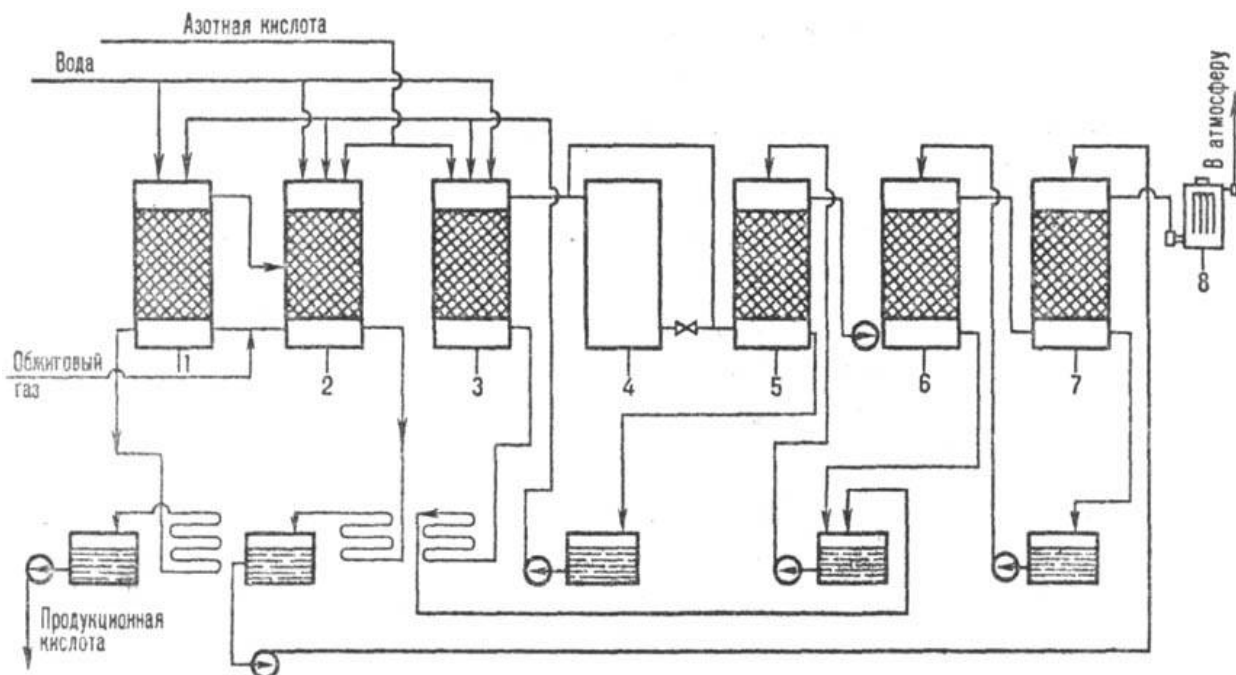 Азотная кислота
Вода
В атмосферу
Обжиговый
газ
1
2
3
4
5
6
7
8
Продукционная
кислота